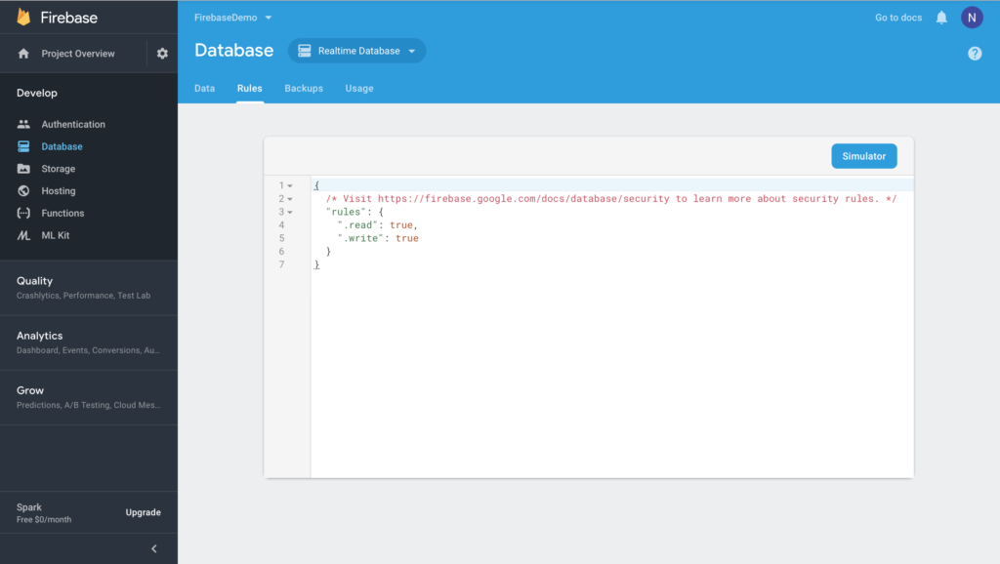 Firebase
Project Overview
Develop
Authentication
Database
Storage
Hosting
Functions
ML Kit
Quality
Crashlytics, Performance, Test Lab
Analytics
Dashboard, Events, Conversions, Au...
Grow
Predictions, A/B Testing, Cloud Mes...
Spark
Free $0/month
Upgrade
FirebaseDemo
Go to docs
N
Database
Realtime Database
?
Data Rules Backups Usage
Simulator
1 {
2 /* Visit https://firebase.google.com/docs/database/security to learn more about security rules. */
3 "rules": {
4 ".read": true,
5 ".write": true
6 }
7 }